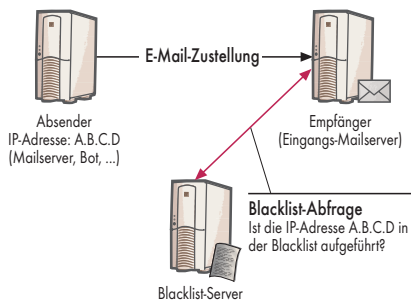 E-Mail-Zustellung
Absender
IP-Adresse: A.B.C.D
(Mailserver, Bot, ...)
Empfänger
(Eingangs-Mailserver)
Blacklist-Abfrage
Ist die IP-Adresse A.B.C.D in
der Blacklist aufgeführt?
Blacklist-Server